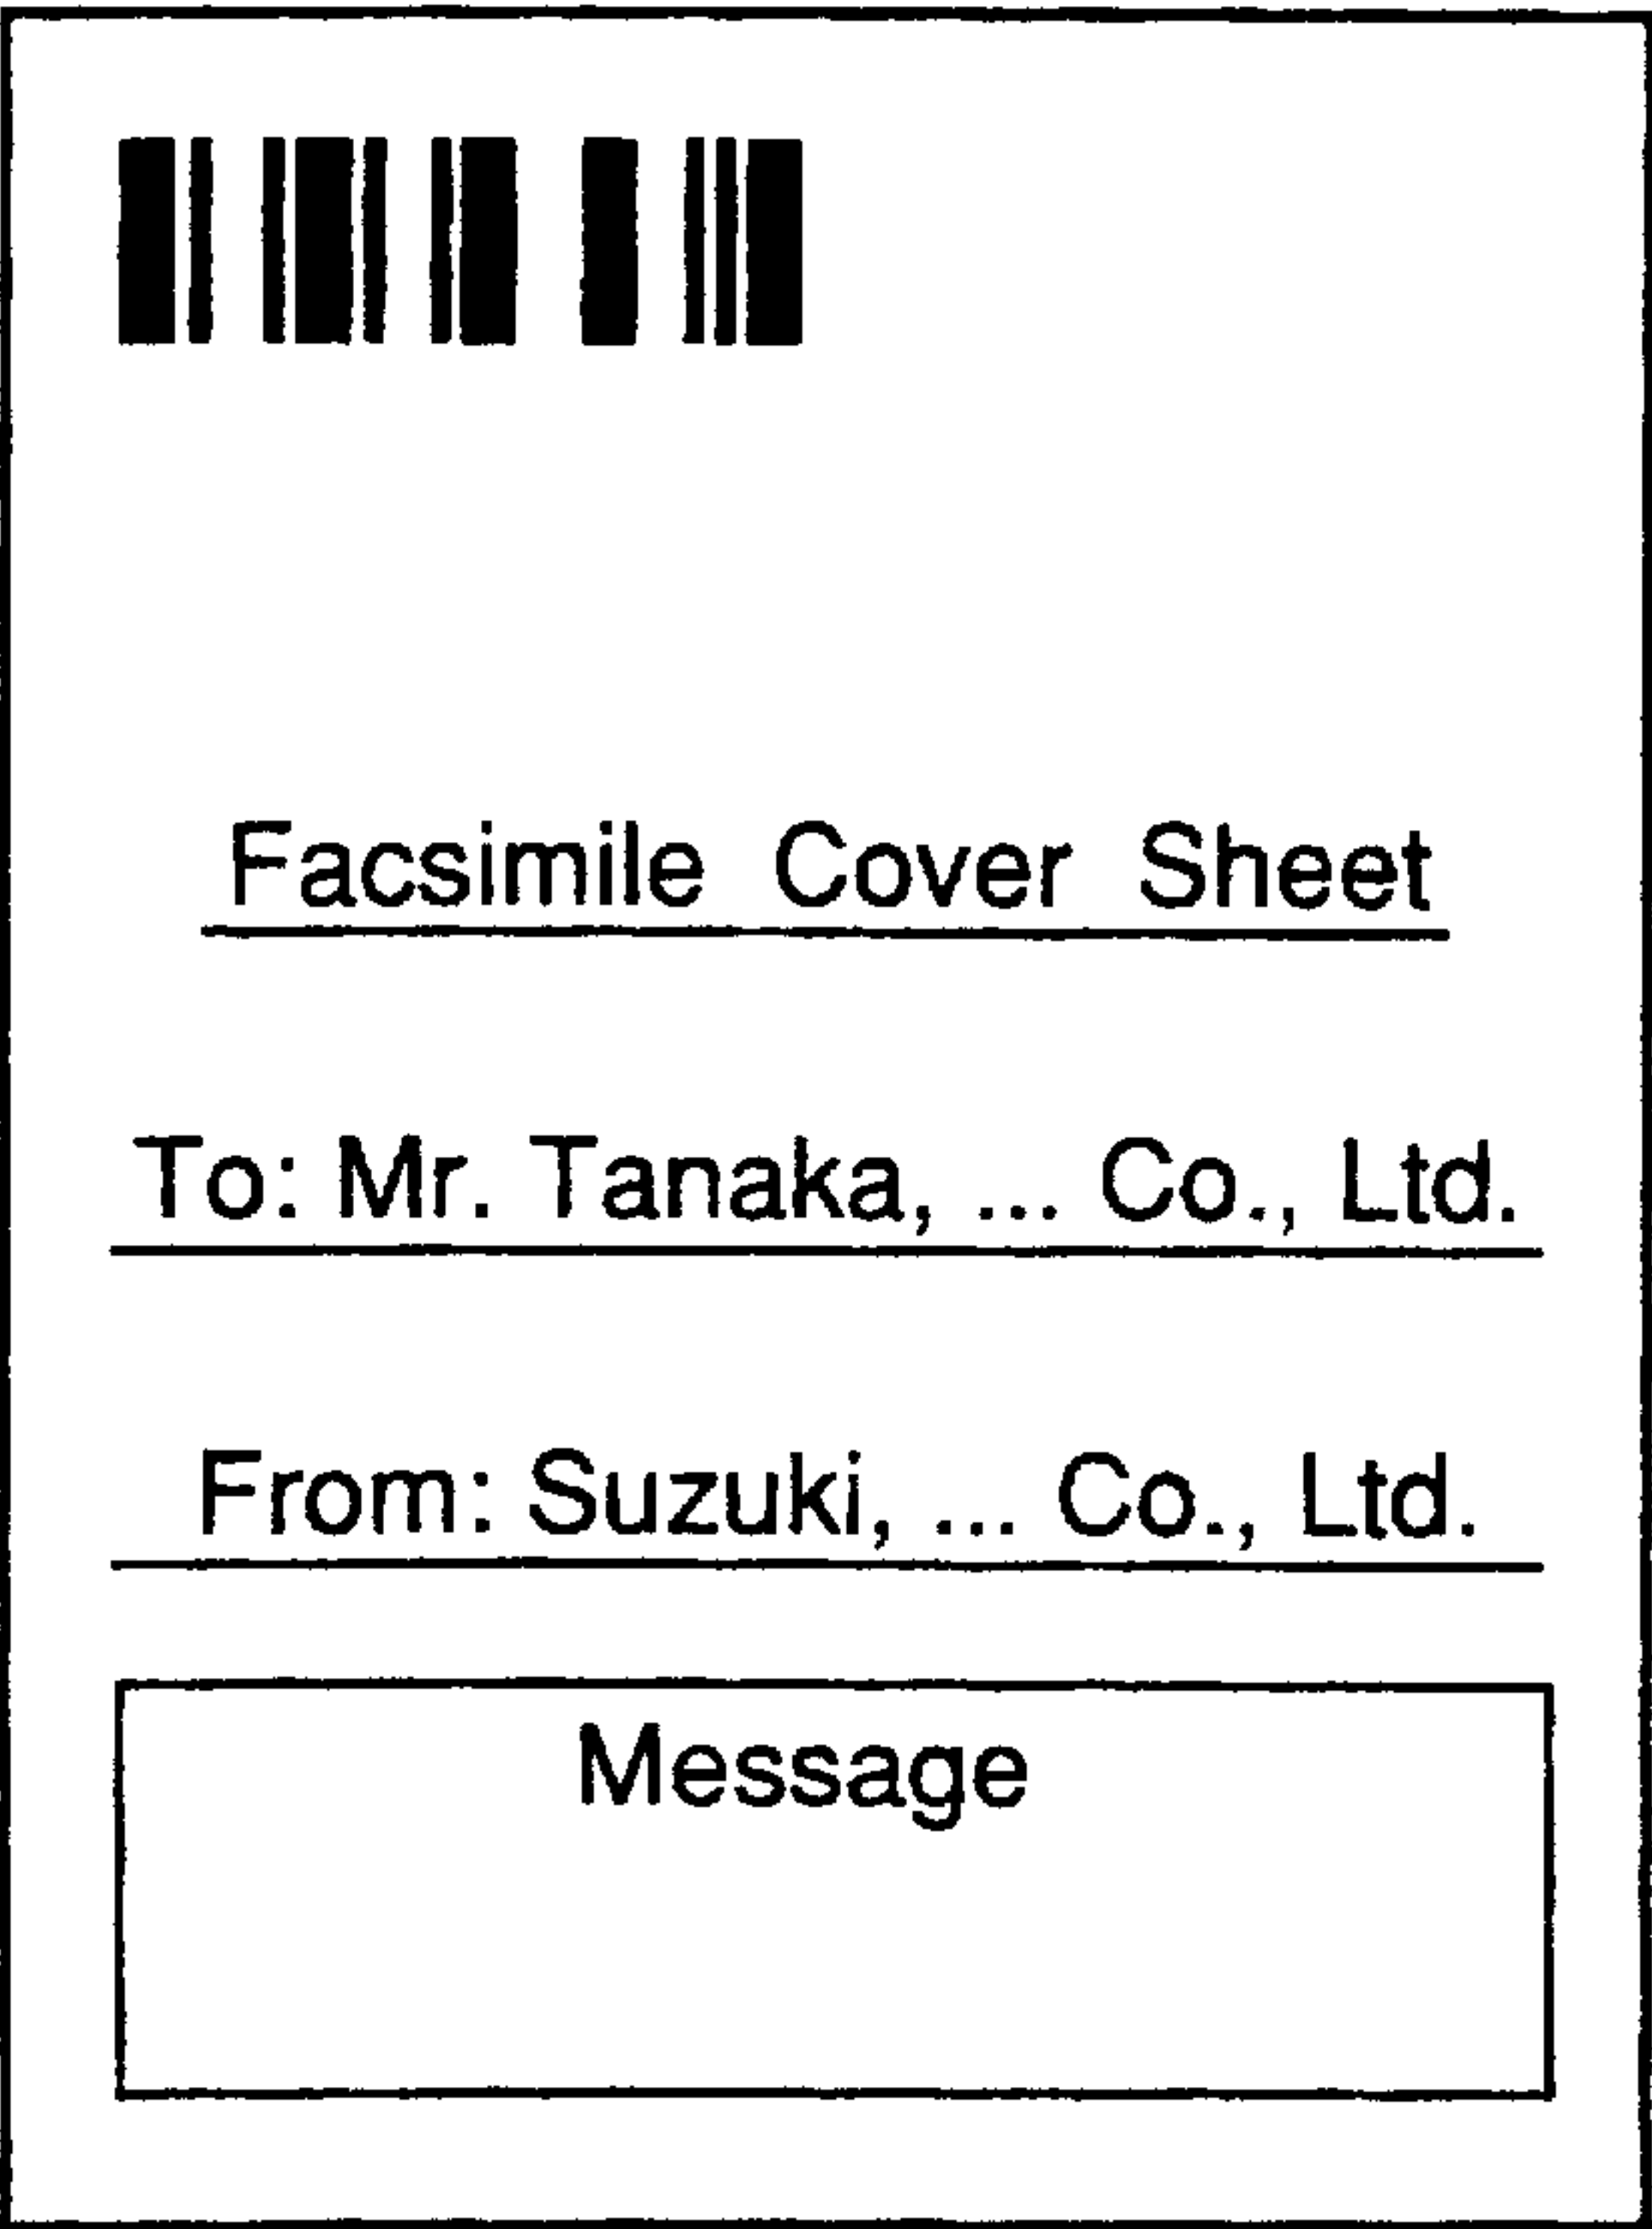 Facsimile Cover Sheet
To: Mr. Tanaka, ... Co., Ltd.
From: Suzuki, ... Co., Ltd.
Message